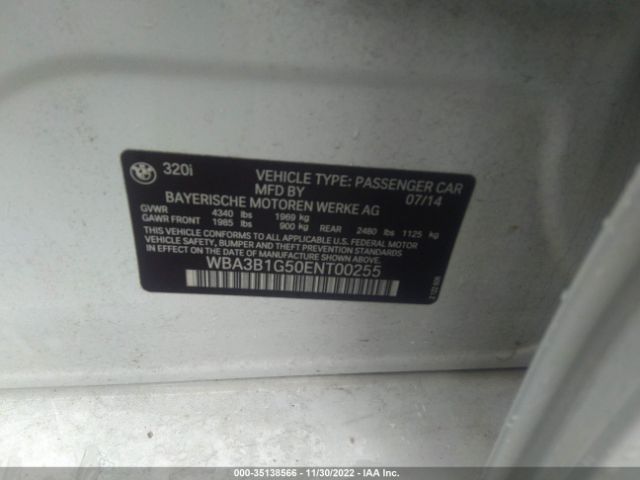 320i
VEHICLE TYPE: PASSENGER CAR
MFD BY 07/14
BAYERISCHE MOTOREN WERKE AG
GVWR 4340 lbs 1969 kg
GAWR FRONT 1985 lbs 900 kg REAR 2480 lbs 1125 kg
THIS VEHICLE CONFORMS TO ALL APPLICABLE U.S. FEDERAL MOTOR
VEHICLE SAFETY, BUMPER AND THEFT PREVENTION STANDARDS
IN EFFECT ON THE DATE OF MANUFACTURE SHOWN ABOVE.
WBA3B1G50ENT00255
000-35138566 - 11/30/2022 - IAA Inc.